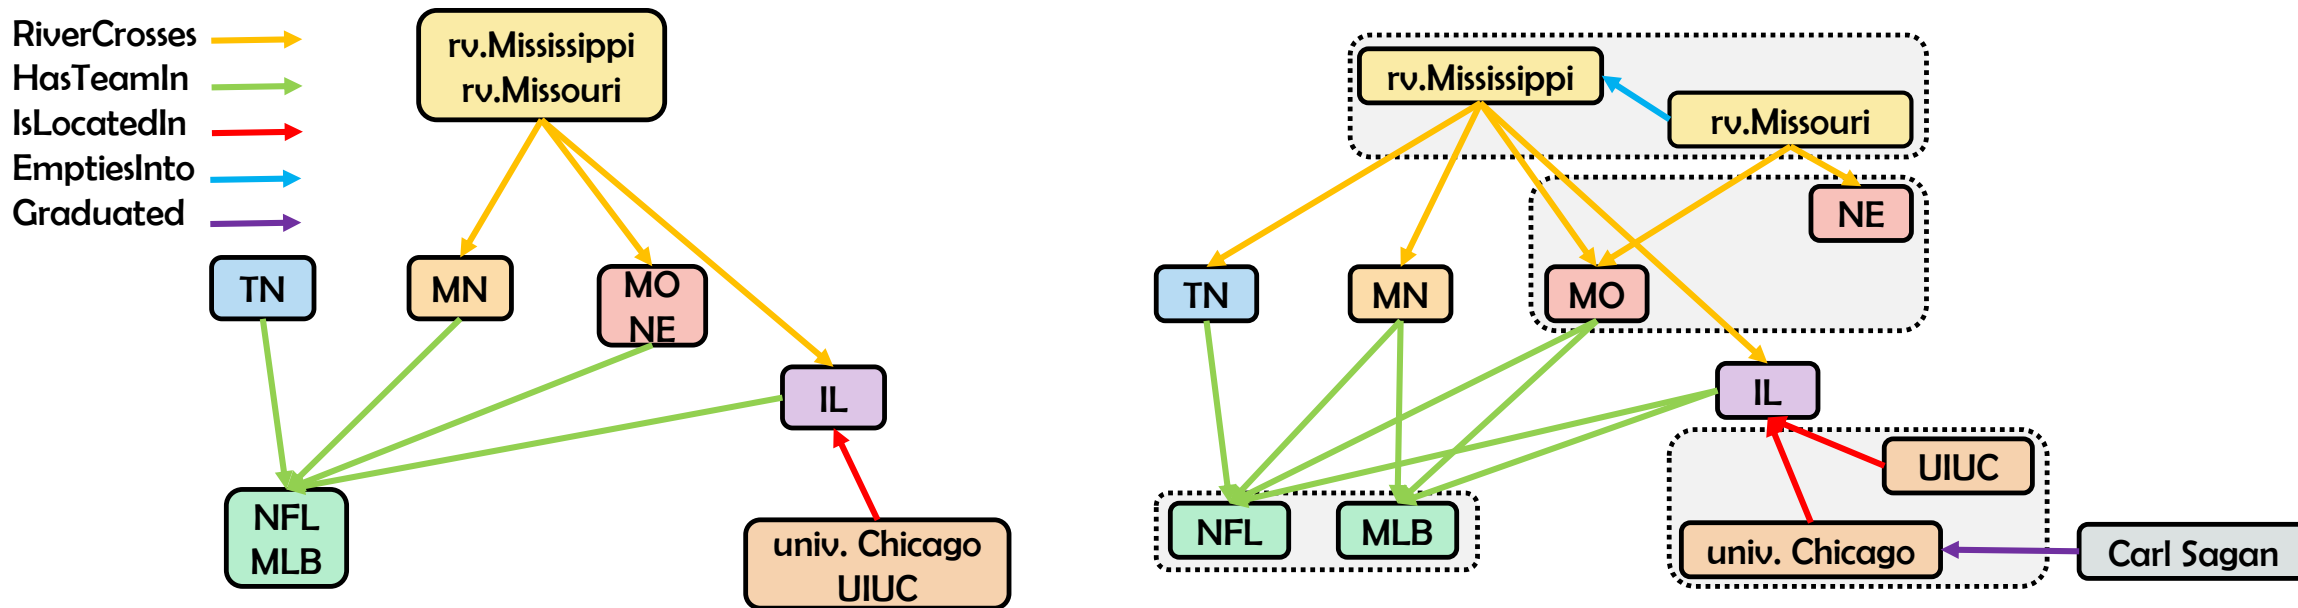 RiverCrosses
HasTeamIn
IsLocatedIn
EmptiesInto
Graduated
rv.Mississippi
rv.Missouri
TN
MN
MO
NE
IL
NFL
MLB
univ. Chicago
UIUC
rv.Mississippi
rv.Missouri
NE
TN
MN
MO
IL
UIUC
NFL
MLB
univ. Chicago
Carl Sagan